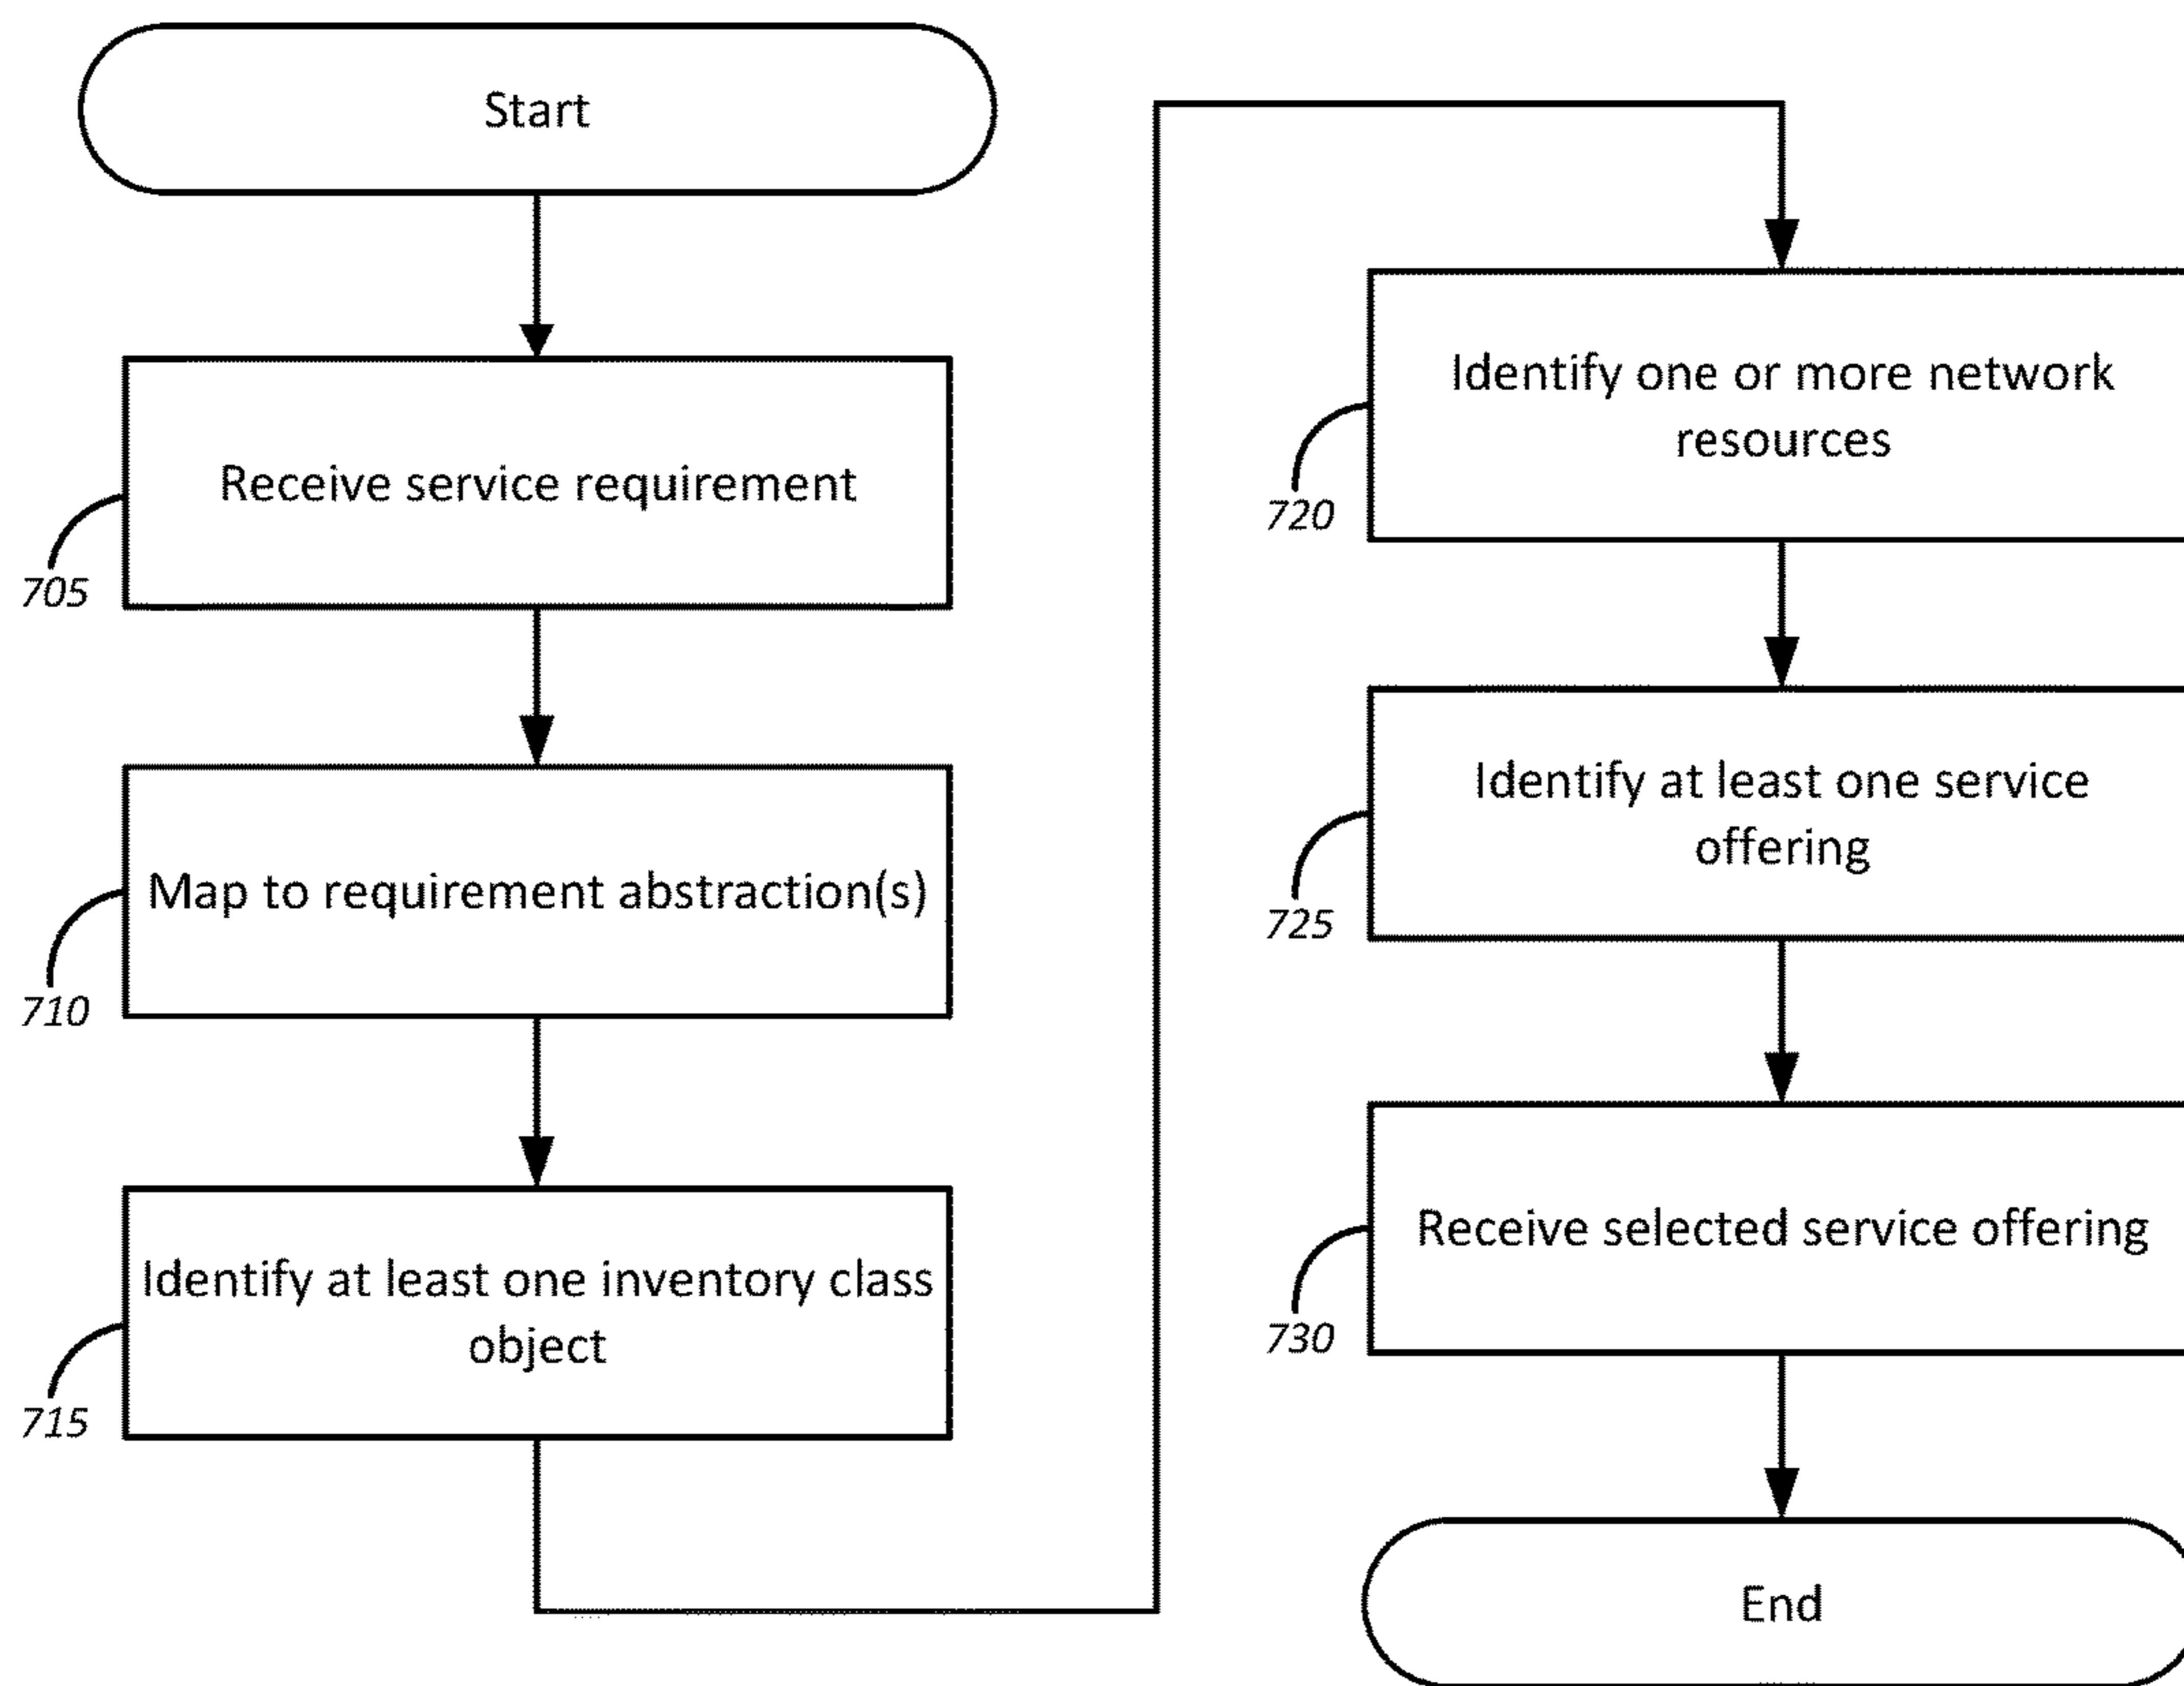 Start
Receive service requirement
705
Map to requirement abstraction(s)
710
Identify at least one inventory class
object
715
Identify one or more network
resources
720
Identify at least one service
offering
725
Receive selected service offering
730
End